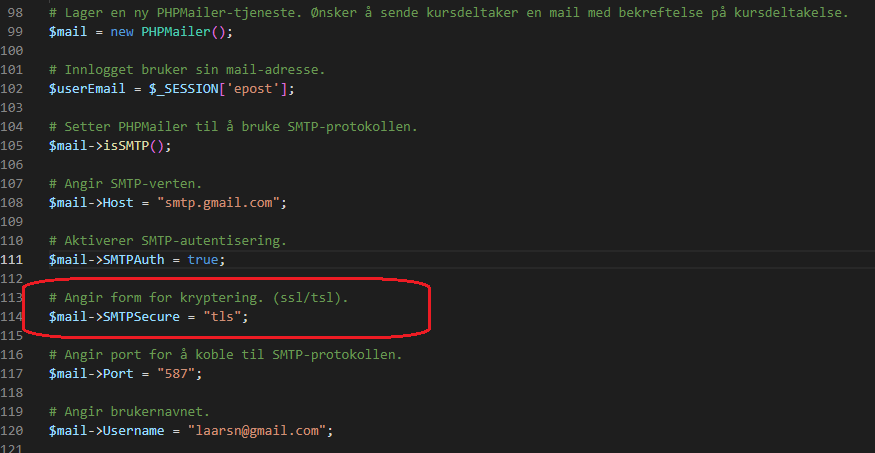 98 # Lager en ny PHPMailer-tjeneste. Ønsker å sende kursdeltaker en mail med bekreftelse på kursdeltakelse.
99 $mail = new PHPMailer();
100
101 # Innlogget bruker sin mail-adresse.
102 $userEmail = $_SESSION['epost'];
103
104 # Setter PHPMailer til å bruke SMTP-protokollen.
105 $mail->isSMTP();
106
107 # Angir SMTP-verten.
108 $mail->Host = "smtp.gmail.com";
109
110 # Aktiverer SMTP-autentisering.
111 $mail->SMTPAuth = true;
112
113 # Angir form for kryptering. (ssl/tsl).
114 $mail->SMTPSecure = "tls";
115
116 # Angir port for å koble til SMTP-protokollen.
117 $mail->Port = "587";
118
119 # Angir brukernavnet.
120 $mail->Username = "laarsn@gmail.com";
121